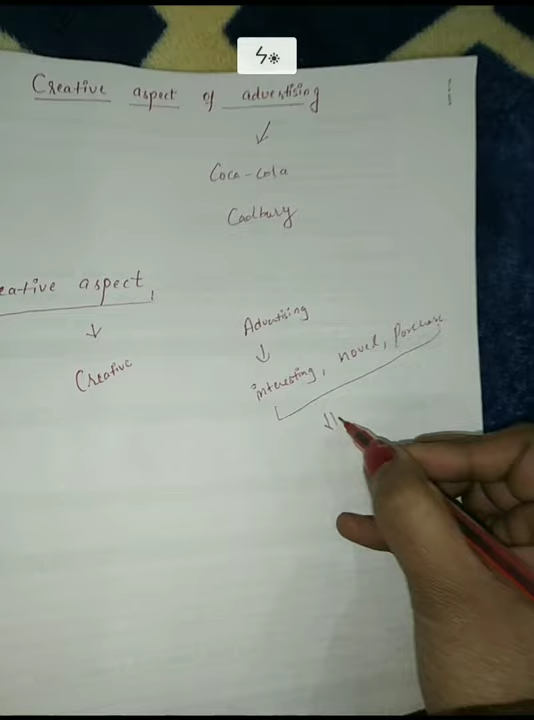 Creative aspect of advertising
Coca-cola
Cadbury
eative aspect
Creative
Advertising
interesting, novel, purchase